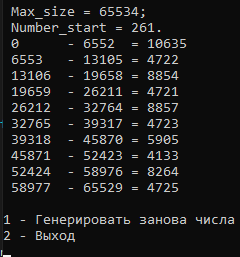 Max_size = 65534;
Number_start = 261.
0 - 6552 = 10635
6553 - 13105 = 4722
13106 - 19658 = 8854
19659 - 26211 = 4721
26212 - 32764 = 8857
32765 - 39317 = 4723
39318 - 45870 = 5905
45871 - 52423 = 4133
52424 - 58976 = 8264
58977 - 65529 = 4725
1 - Генерировать занова числа
2 - Выход